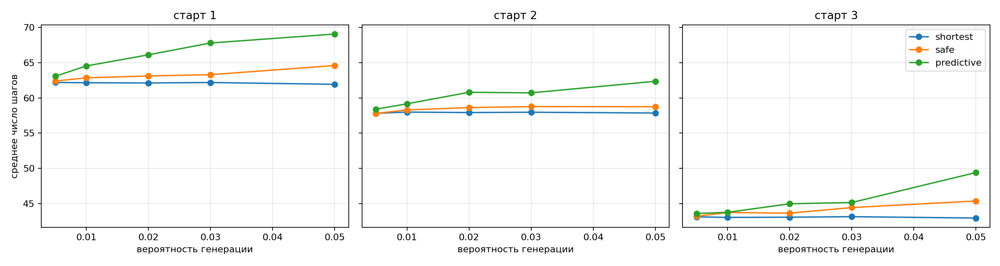 старт 1
старт 2
старт 3
shortest
safe
predictive
среднее число шагов
70
65
60
55
50
45
0.01 0.02 0.03 0.04 0.05
0.01 0.02 0.03 0.04 0.05
0.01 0.02 0.03 0.04 0.05
вероятность генерации
вероятность генерации
вероятность генерации